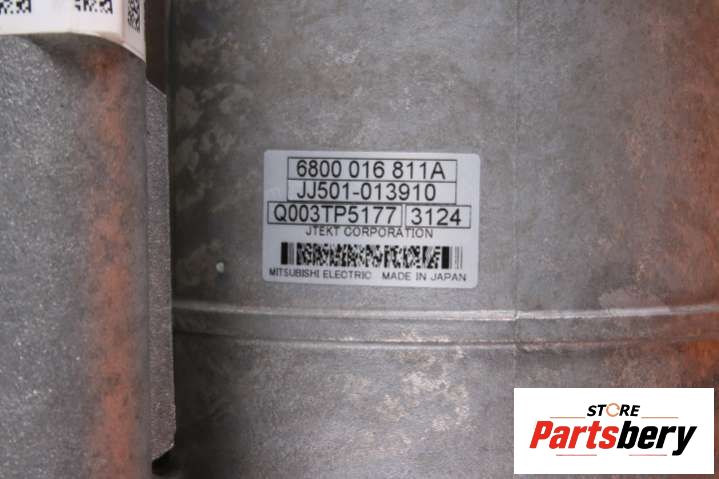 6800 016 811A
JJ501-013910
Q003TP5177 3124
JTEKT CORPORATION
MITSUBISHI ELECTRIC MADE IN JAPAN
STORE
Partsbery